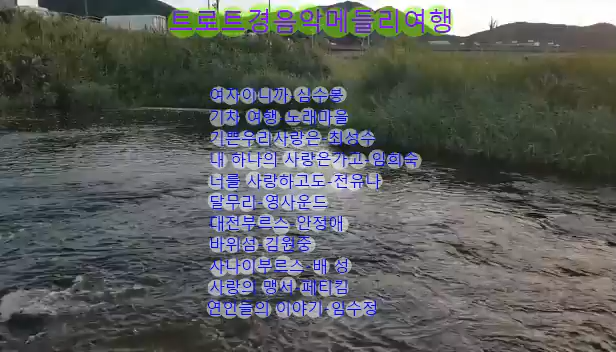 트로트경음악메들리여행
여자이니까 심수봉
기차 여행 노래마을
기쁜우리사랑은 최성수
내 하나의 사랑은가고 임희숙
너를 사랑하고도 전유나
달무리 영사운드
대전부르스 안정애
바위섬 김원중
사나이부르스 배 성
사랑의 맹서 페티킴
연안들의 이야기 임수정